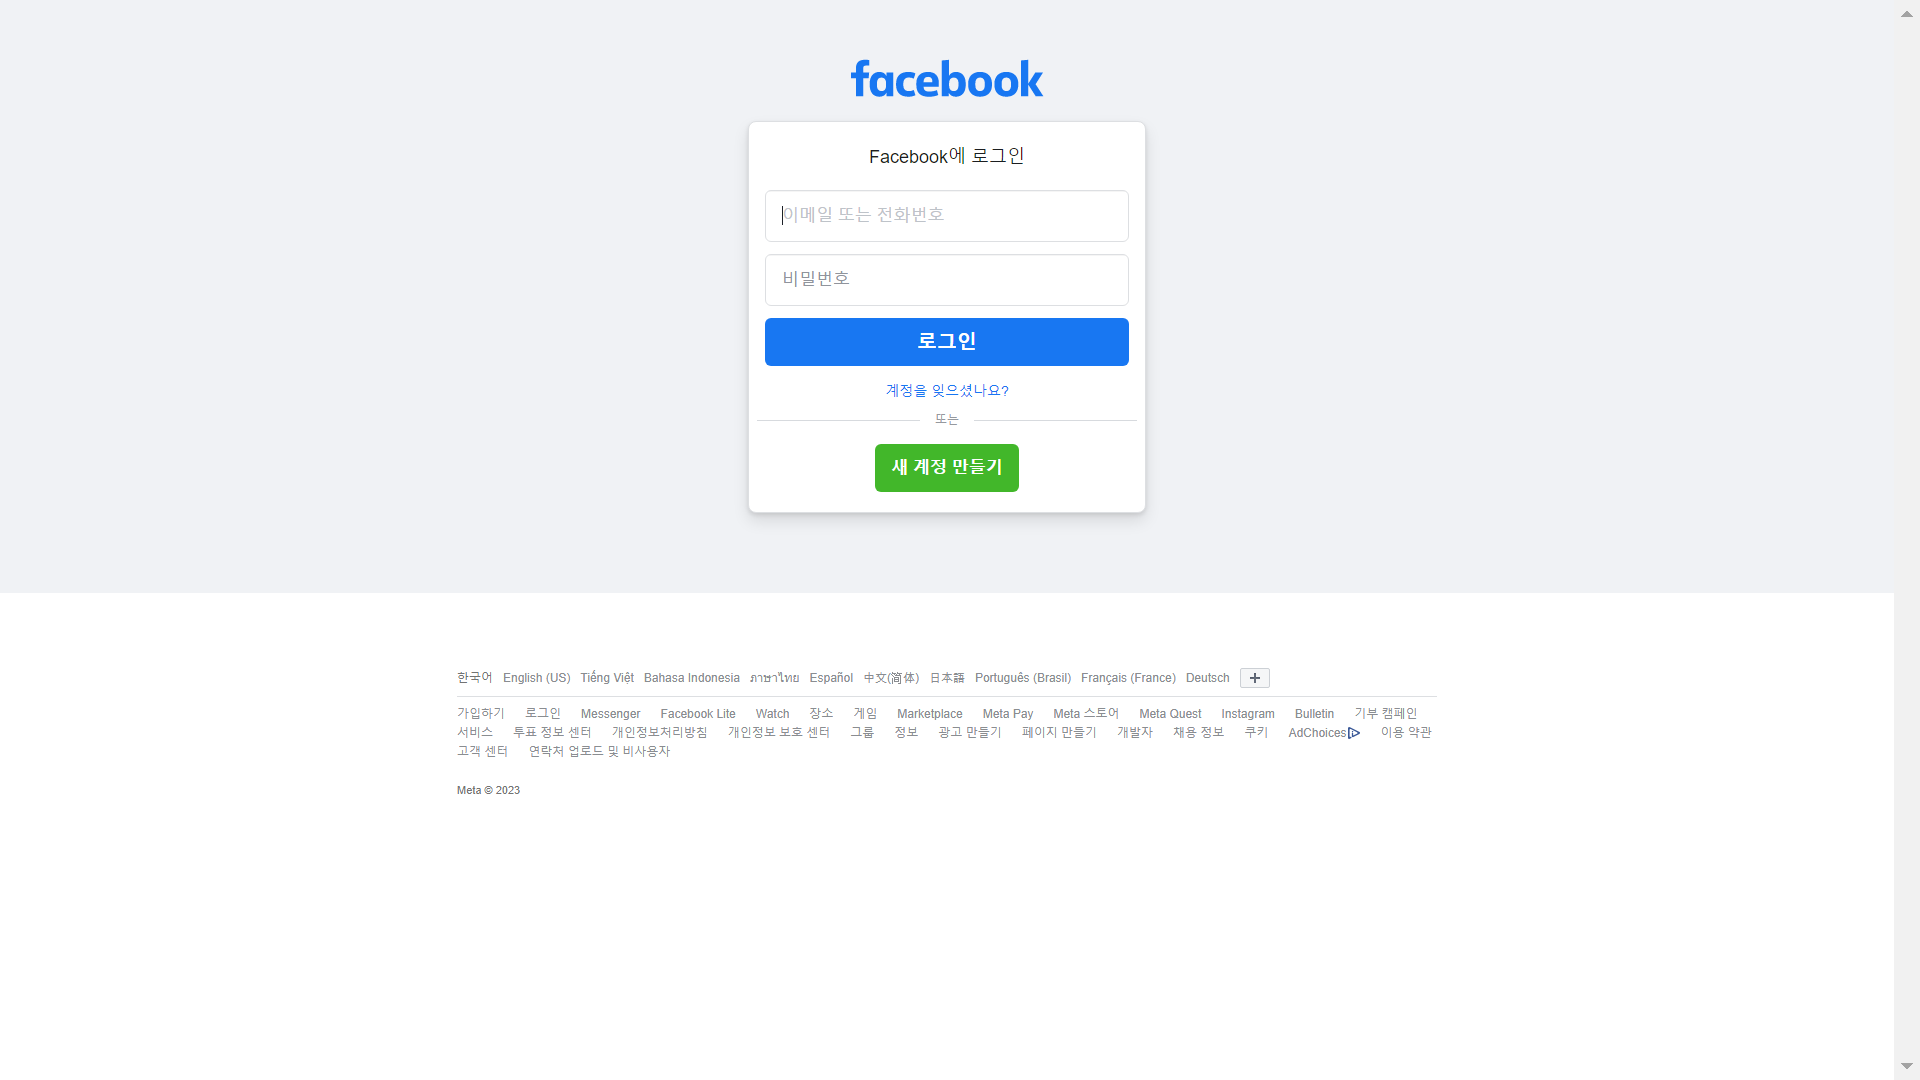 facebook
Facebook에 로그인
이메일 또는 전화번호
비밀번호
로그인
계정을 잊으셨나요?
또는
새 계정 만들기
한국어 English (US) Tiếng Việt Bahasa Indonesia ภาษาไทย Español 中文(简体) 日本語 Português (Brasil) Français (France) Deutsch
가입하기 로그인 Messenger Facebook Lite Watch 장소 게임 Marketplace Meta Pay Meta 스토어 Meta Quest Instagram Bulletin 기부 캠페인
서비스 투표 정보 센터 개인정보처리방침 개인정보 보호 센터 그룹 정보 광고 만들기 페이지 만들기 개발자 채용 정보 쿠키 AdChoices 이용 약관
고객 센터 연락처 업로드 및 비사용자
Meta © 2023